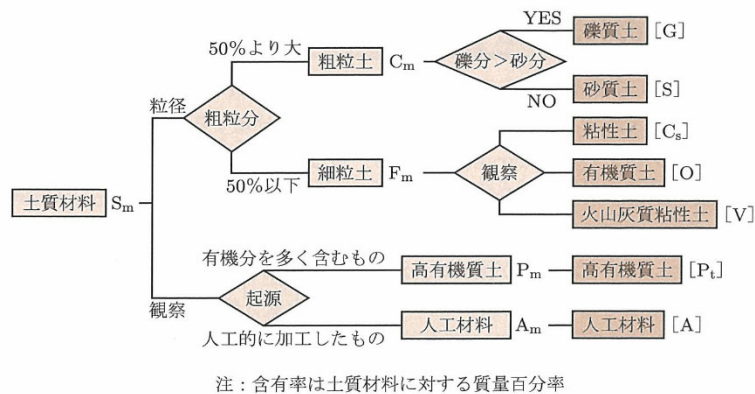 YES
50%より大
粗粒土 Cm
礫分>砂分
礫質土 [G]
粒径
粗粒分
NO
砂質土 [S]
粘性土 [Cs]
50%以下
細粒土 Fm
観察
有機質土 [O]
土質材料 Sm
火山灰質粘性土 [V]
有機分を多く含むもの
高有機質土 Pm
高有機質土 [Pt]
観察
起源
人工的に加工したもの
人工材料 Am
人工材料 [A]
注:含有率は土質材料に対する質量百分率